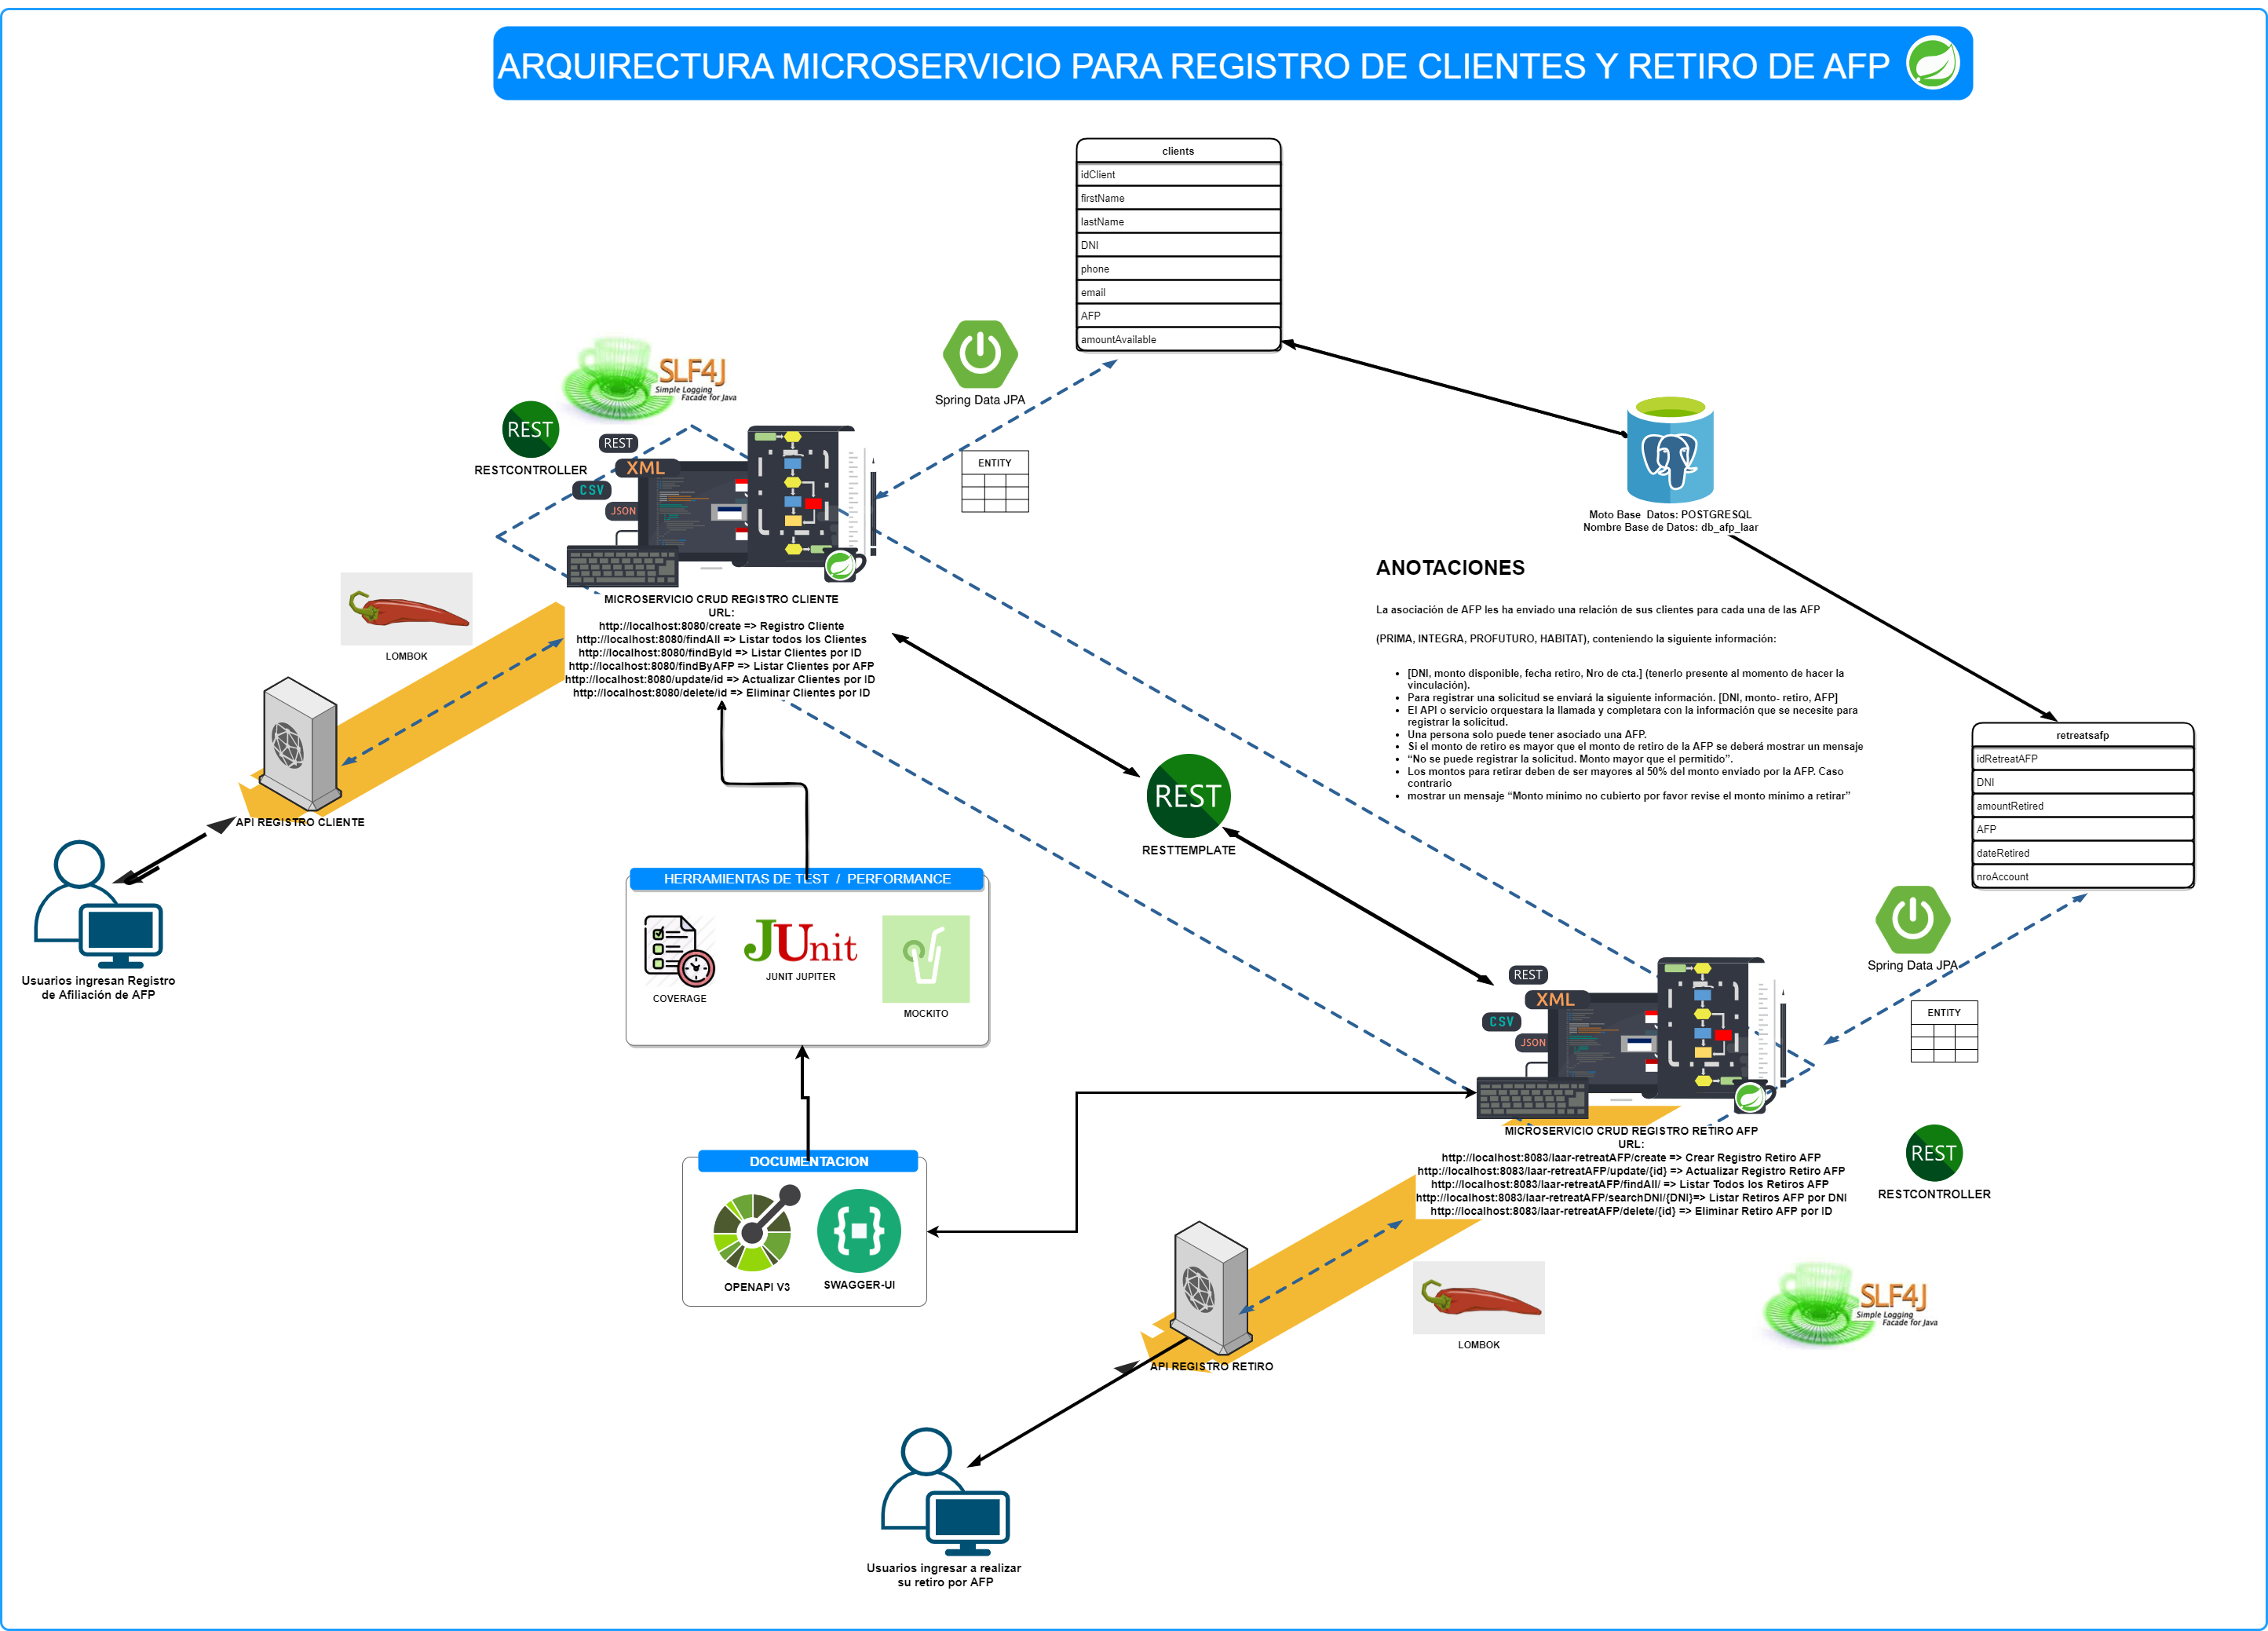 ARQUIRECTURA MICROSERVICIO PARA REGISTRO DE CLIENTES Y RETIRO DE AFP
clients
idClient
firstName
lastName
DNI
phone
email
AFP
amountAvailable
SLF4J
Simple Logging
Facade for Java
Spring Data JPA
REST
RESTCONTROLLER
REST
XML
CSV
JSON
ENTITY
Moto Base Datos: POSTGRESQL
Nombre Base de Datos: db_afp_laar
LOMBOK
MICROSERVICIO CRUD REGISTRO CLIENTE
URL:
http://localhost:8080/create => Registro Cliente
http://localhost:8080/findAll => Listar todos los Clientes
http://localhost:8080/findById => Listar Clientes por ID
http://localhost:8080/findByAFP => Listar Clientes por AFP
http://localhost:8080/update/id => Actualizar Clientes por ID
http://localhost:8080/delete/id => Eliminar Clientes por ID
ANOTACIONES
La asociación de AFP les ha enviado una relación de sus clientes para cada una de las AFP
(PRIMA, INTEGRA, PROFUTURO, HABITAT), conteniendo la siguiente información:
• [DNI, monto disponible, fecha retiro, Nro de cta.] (tenerlo presente al momento de hacer la
vinculación).
• Para registrar una solicitud se enviará la siguiente información. [DNI, monto- retiro, AFP]
• El API o servicio orquestara la llamada y completara con la información que se necesite para
registrar la solicitud.
• Una persona solo puede tener asociado una AFP.
• Si el monto de retiro es mayor que el monto de retiro de la AFP se deberá mostrar un mensaje
• “No se puede registrar la solicitud. Monto mayor que el permitido”.
• Los montos para retirar deben de ser mayores al 50% del monto enviado por la AFP. Caso
contrario
• mostrar un mensaje “Monto mínimo no cubierto por favor revise el monto mínimo a retirar”
API REGISTRO CLIENTE
Usuarios ingresan Registro
de Afiliación de AFP
REST
RESTTEMPLATE
retreatsafp
idRetreatAFP
DNI
amountRetired
AFP
dateRetired
nroAccount
HERRAMIENTAS DE TEST / PERFORMANCE
COVERAGE
JUnit
JUNIT JUPITER
MOCKITO
Spring Data JPA
REST
XML
CSV
JSON
ENTITY
MICROSERVICIO CRUD REGISTRO RETIRO AFP
URL:
http://localhost:8083/laar-retreatAFP/create => Crear Registro Retiro AFP
http://localhost:8083/laar-retreatAFP/update/{id} => Actualizar Registro Retiro AFP
http://localhost:8083/laar-retreatAFP/findAll/ => Listar Todos los Retiros AFP
http://localhost:8083/laar-retreatAFP/searchDNI/{DNI}=> Listar Retiros AFP por DNI
http://localhost:8083/laar-retreatAFP/delete/{id} => Eliminar Retiro AFP por ID
REST
RESTCONTROLLER
DOCUMENTACION
OPENAPI V3
SWAGGER-UI
LOMBOK
SLF4J
Simple Logging
Facade for Java
API REGISTRO RETIRO
Usuarios ingresar a realizar
su retiro por AFP